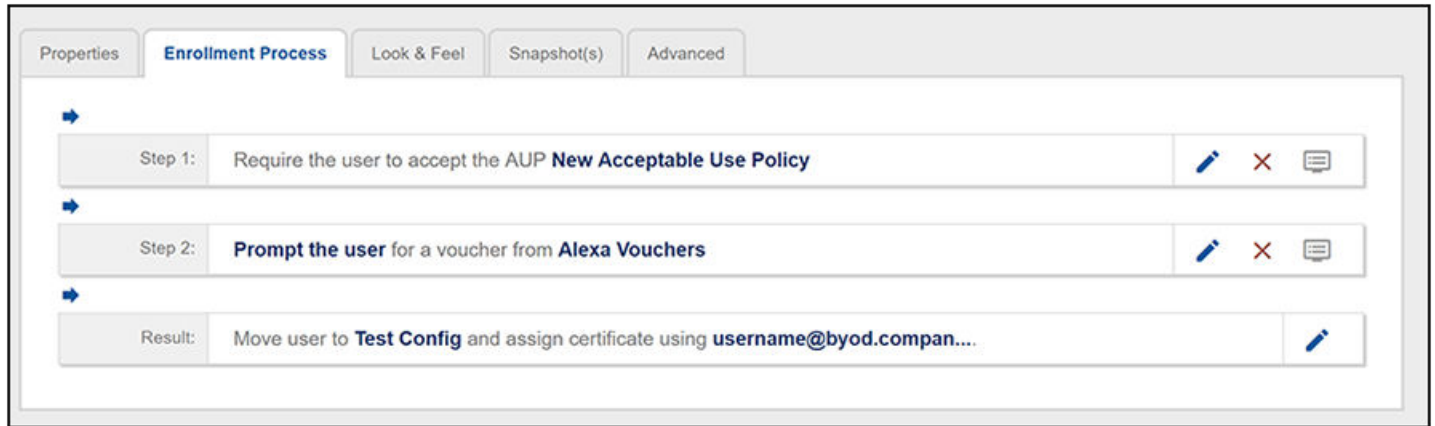 Properties Enrollment Process Look & Feel Snapshot(s) Advanced
Step 1: Require the user to accept the AUP New Acceptable Use Policy
Step 2: Prompt the user for a voucher from Alexa Vouchers
Result: Move user to Test Config and assign certificate using username@byod.compan....